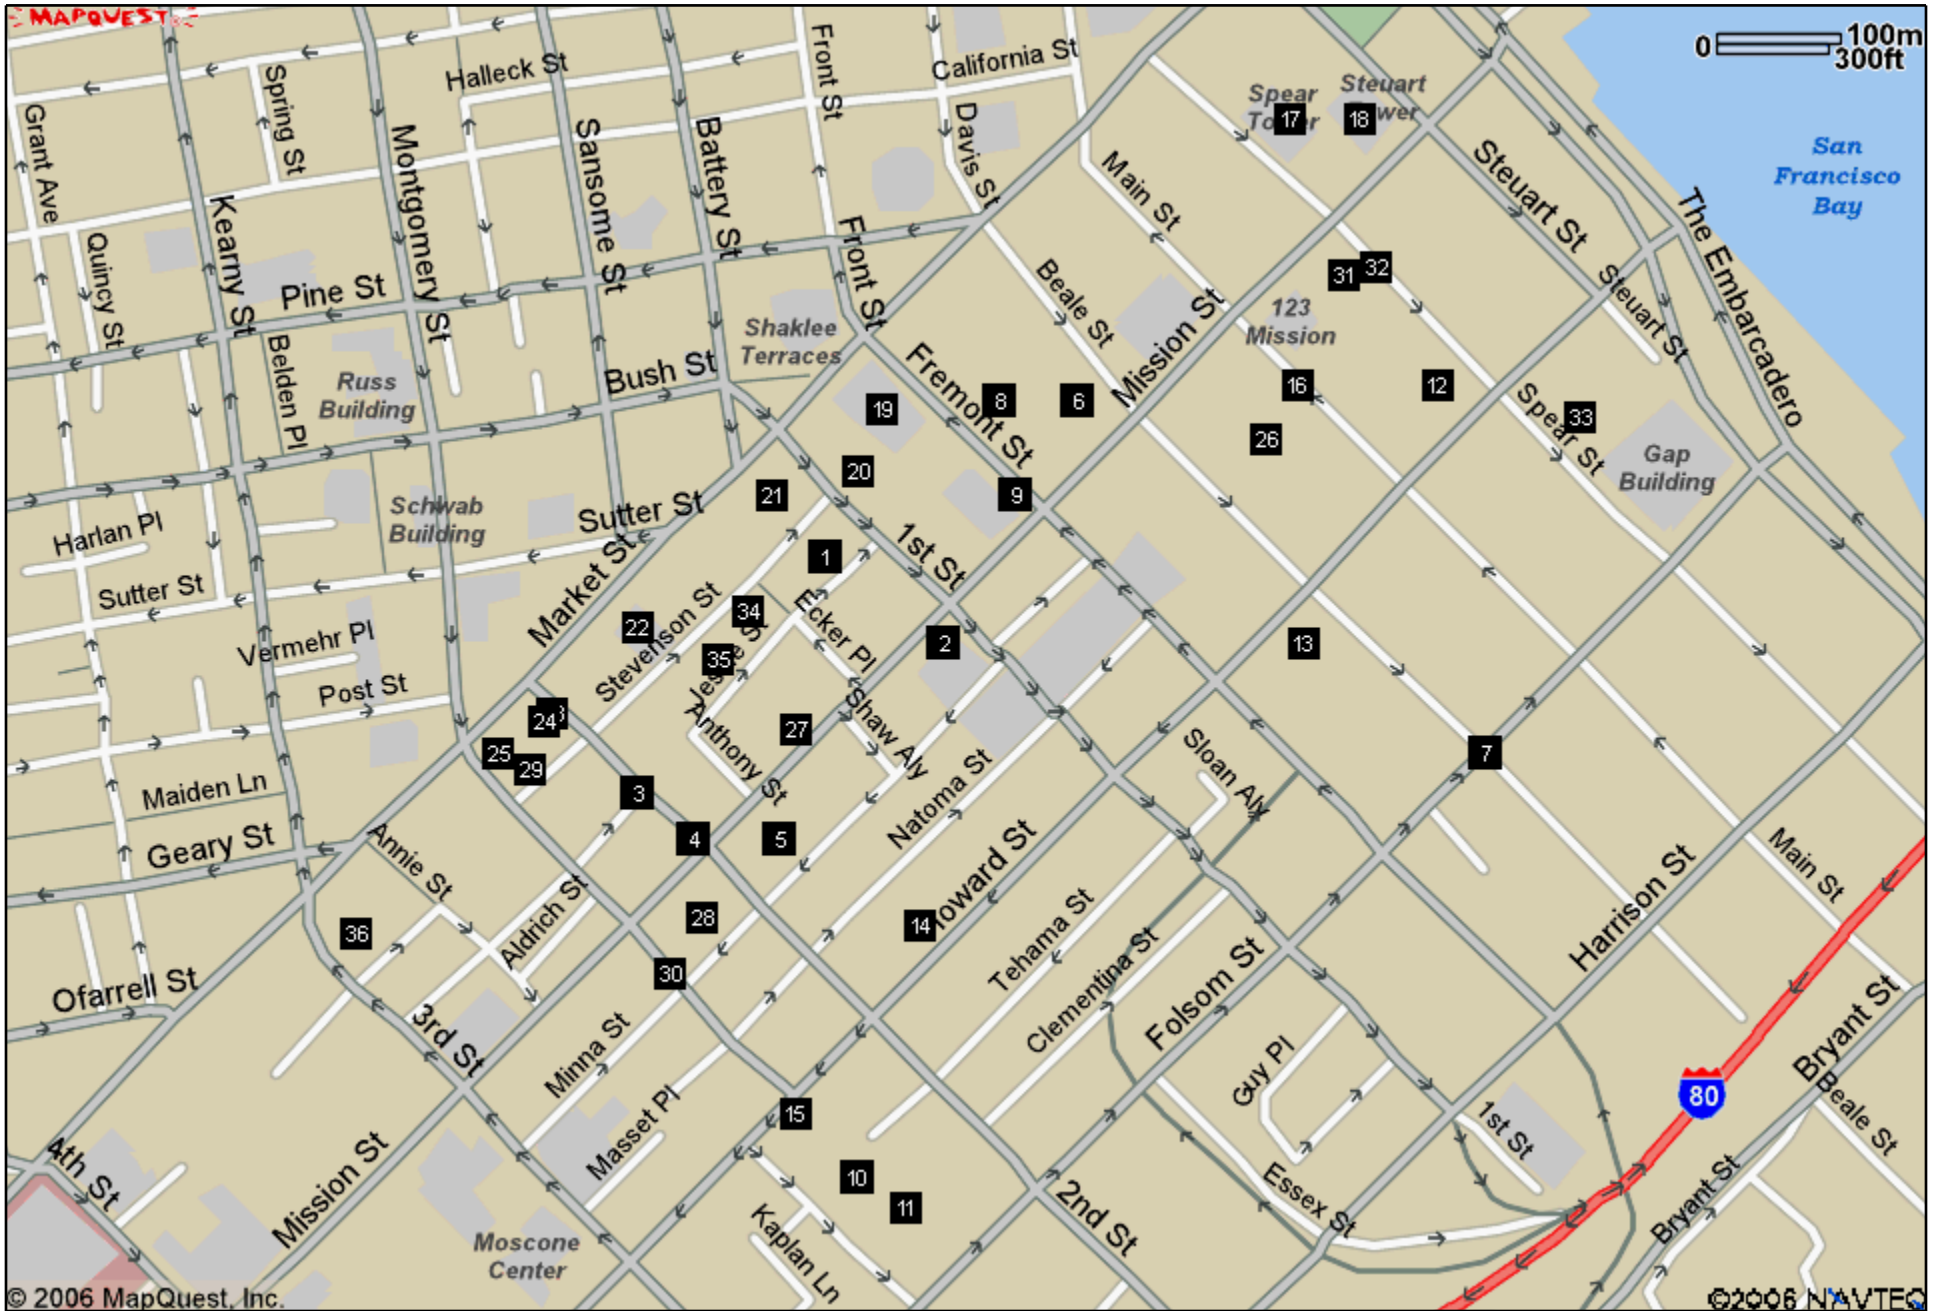 MAPQUEST
0 100m
300ft
Halleck St
California St
Front St
Spring St
Grant Ave
Montgomery St
Sansome St
Battery St
Davis St
Spear
Steuart
17
18
Main St
Steuart St
San
Francisco
Bay
The Embarcadero
Kearny St
Quincy St
Pine St
Front St
Beale St
31
32
Steuart St
123
Mission
Mission St
Shaklee
Terraces
Belden Pl
Russ
Building
Bush St
Fremont St
19
8
6
16
12
Spear St
33
26
Gap
Building
20
21
9
Schwab
Building
Sutter St
Harlan Pl
Market St
1st St
1
Sutter St
Stevenson St
34
Ecker Pl
22
2
13
Vermehr Pl
35
Post St
Anthony St
Shaw Aly
24
27
Sloan Aly
25
29
7
Maiden Ln
3
Natoma St
Geary St
4
5
Annie St
Howard St
Main St
Harrison St
Aldrich St
28
14
36
Tehama St
Clementina St
Folsom St
30
Ofarrell St
3rd St
Minna St
Bryant St
Guy Pl
80
Masset Pl
15
1st St
Beale St
4th St
Mission St
10
11
Essex St
Bryant St
2nd St
Kaplan Ln
Moscone
Center
© 2006 MapQuest, Inc.
©2006 NAVTEQ